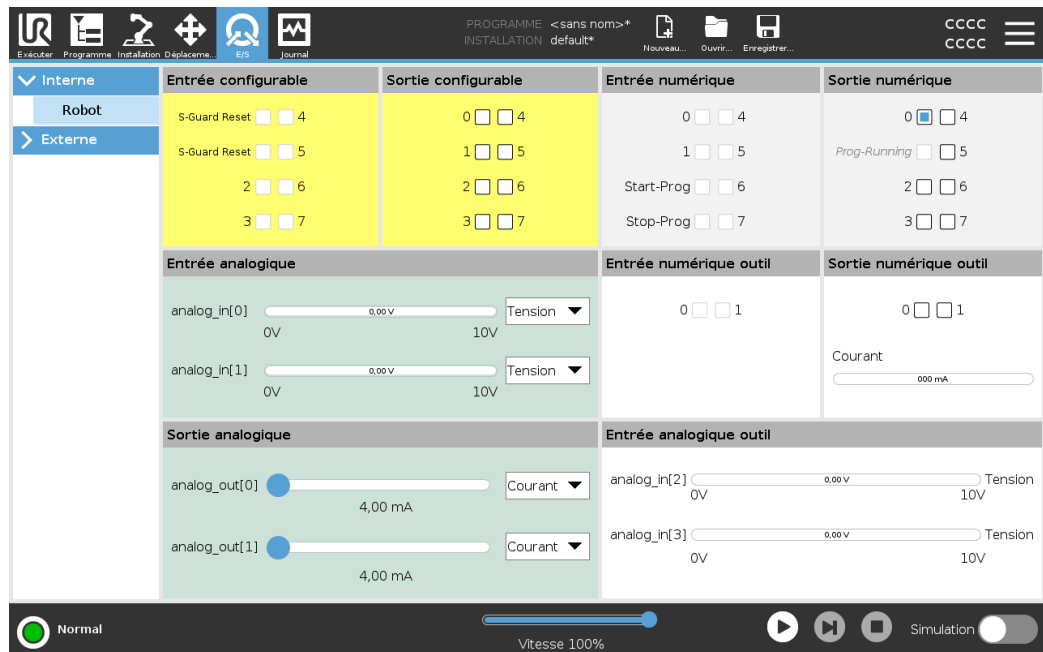 PROGRAMME <sans nom>*
INSTALLATION default*
CCCC
CCCC
Exécuter Programme Installation Déplaceme... E/S Journal Nouveau... Ouvrir... Enregistrer...
Interne
Robot
Externe
Entrée configurable
S-Guard Reset 4
S-Guard Reset 5
2 6
3 7
Sortie configurable
0 4
1 5
2 6
3 7
Entrée numérique
0 4
1 5
Start-Prog 6
Stop-Prog 7
Sortie numérique
0 4
Prog-Running 5
2 6
3 7
Entrée analogique
analog_in[0] 0,00 V Tension
0V 10V
analog_in[1] 0,00 V Tension
0V 10V
Entrée numérique outil
0 1
Sortie numérique outil
0 1
Courant
000 mA
Sortie analogique
analog_out[0] Courant
4,00 mA
analog_out[1] Courant
4,00 mA
Entrée analogique outil
analog_in[2] 0,00 V Tension
0V 10V
analog_in[3] 0,00 V Tension
0V 10V
Normal
Vitesse 100%
Simulation